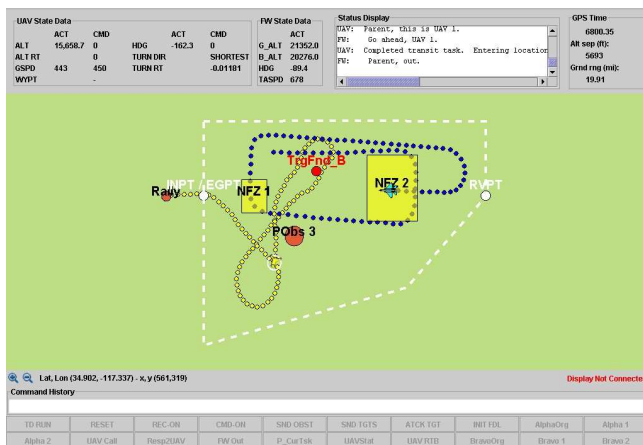 UAV State Data
ACT CMD ACT CMD
ALT 15,658.7 0 HDG -162.3 0
ALT RT 0 TURN DIR SHORTEST
GSPD 443 450 TURN RT -0.01181
WYPT -
FW State Data
ACT
G_ALT 21352.0
B_ALT 20276.0
HDG -89.4
TASPD 678
Status Display
UAV: Parent, this is UAV 1.
FW: Go ahead, UAV 1.
UAV: Completed transit task. Entering location
FW: Parent, out.
GPS Time
6800.35
Alt sep (ft):
5693
Grnd rng (mi):
19.91
TrgFnd_B
Rally INPT / EGPT NFZ 1 NFZ 2 RVPT
PObs 3
Lat, Lon (34.902, -117.337) - x, y (561,319) Display Not Connecte
Command History
TD RUN RESET REC-ON CMD-ON SND OBST SND TGTS ATCK TGT INIT FDL AlphaOrg Alpha 1
Alpha 2 UAV Call Resp2UAV FW Out P_CurTsk UAVStat UAV RTB BraveOrg Bravo 1 Bravo 2